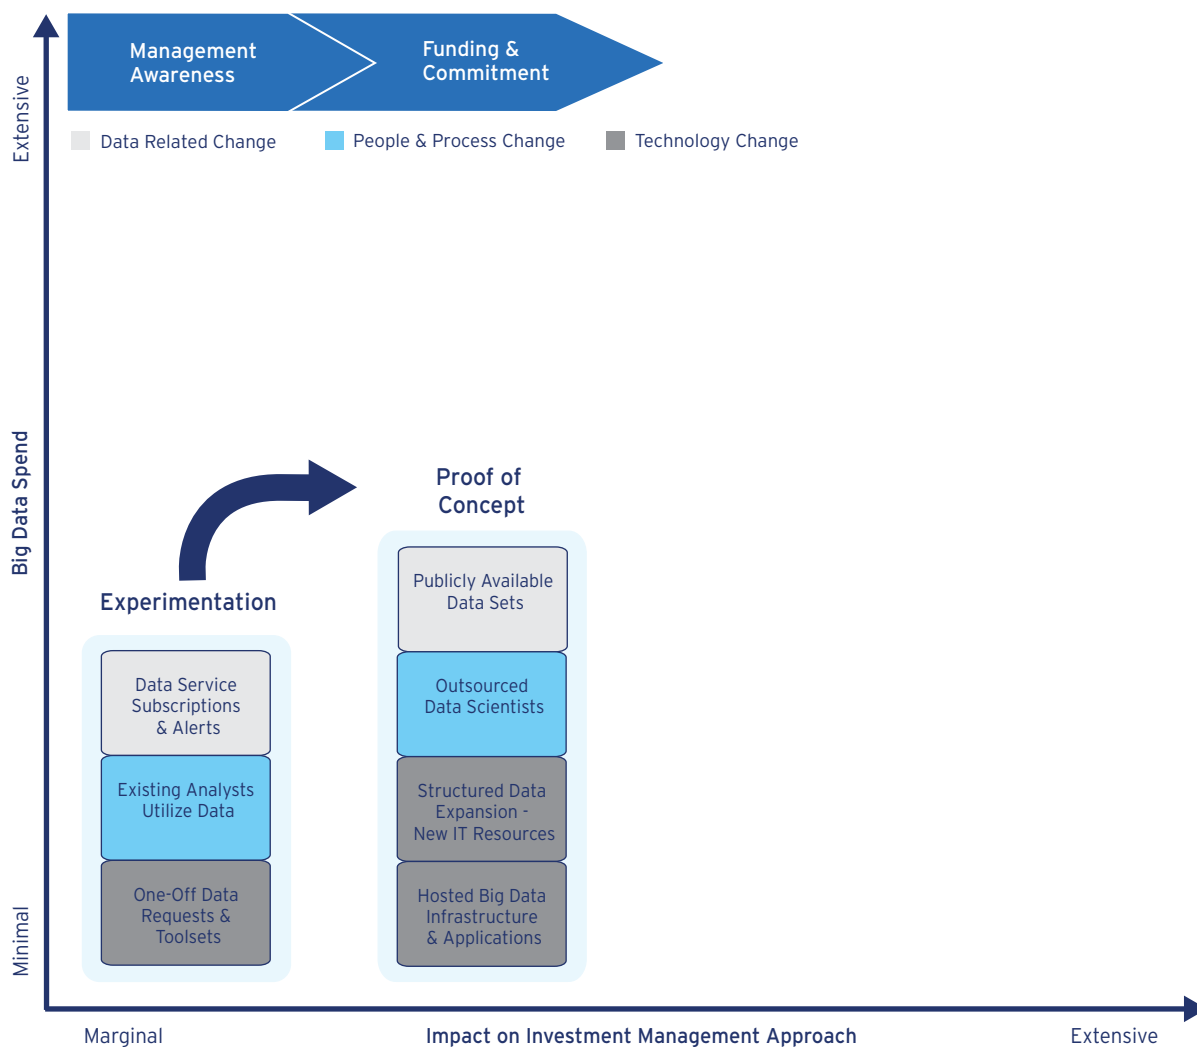 Management
Awareness
Funding &
Commitment
Extensive
Data Related Change
People & Process Change
Technology Change
Big Data Spend
Proof of
Concept
Experimentation
Publicly Available
Data Sets
Outsourced
Data Scientists
Structured Data
Expansion -
New IT Resources
Hosted Big Data
Infrastructure
& Applications
Data Service
Subscriptions
& Alerts
Existing Analysts
Utilize Data
One-Off Data
Requests &
Toolsets
Minimal
Marginal
Impact on Investment Management Approach
Extensive